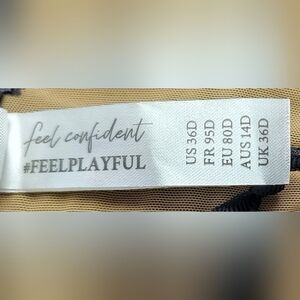 feel confident
#FEELPLAYFUL
US 36D
FR 95D
EU 80D
AUS 14D
UK 36D